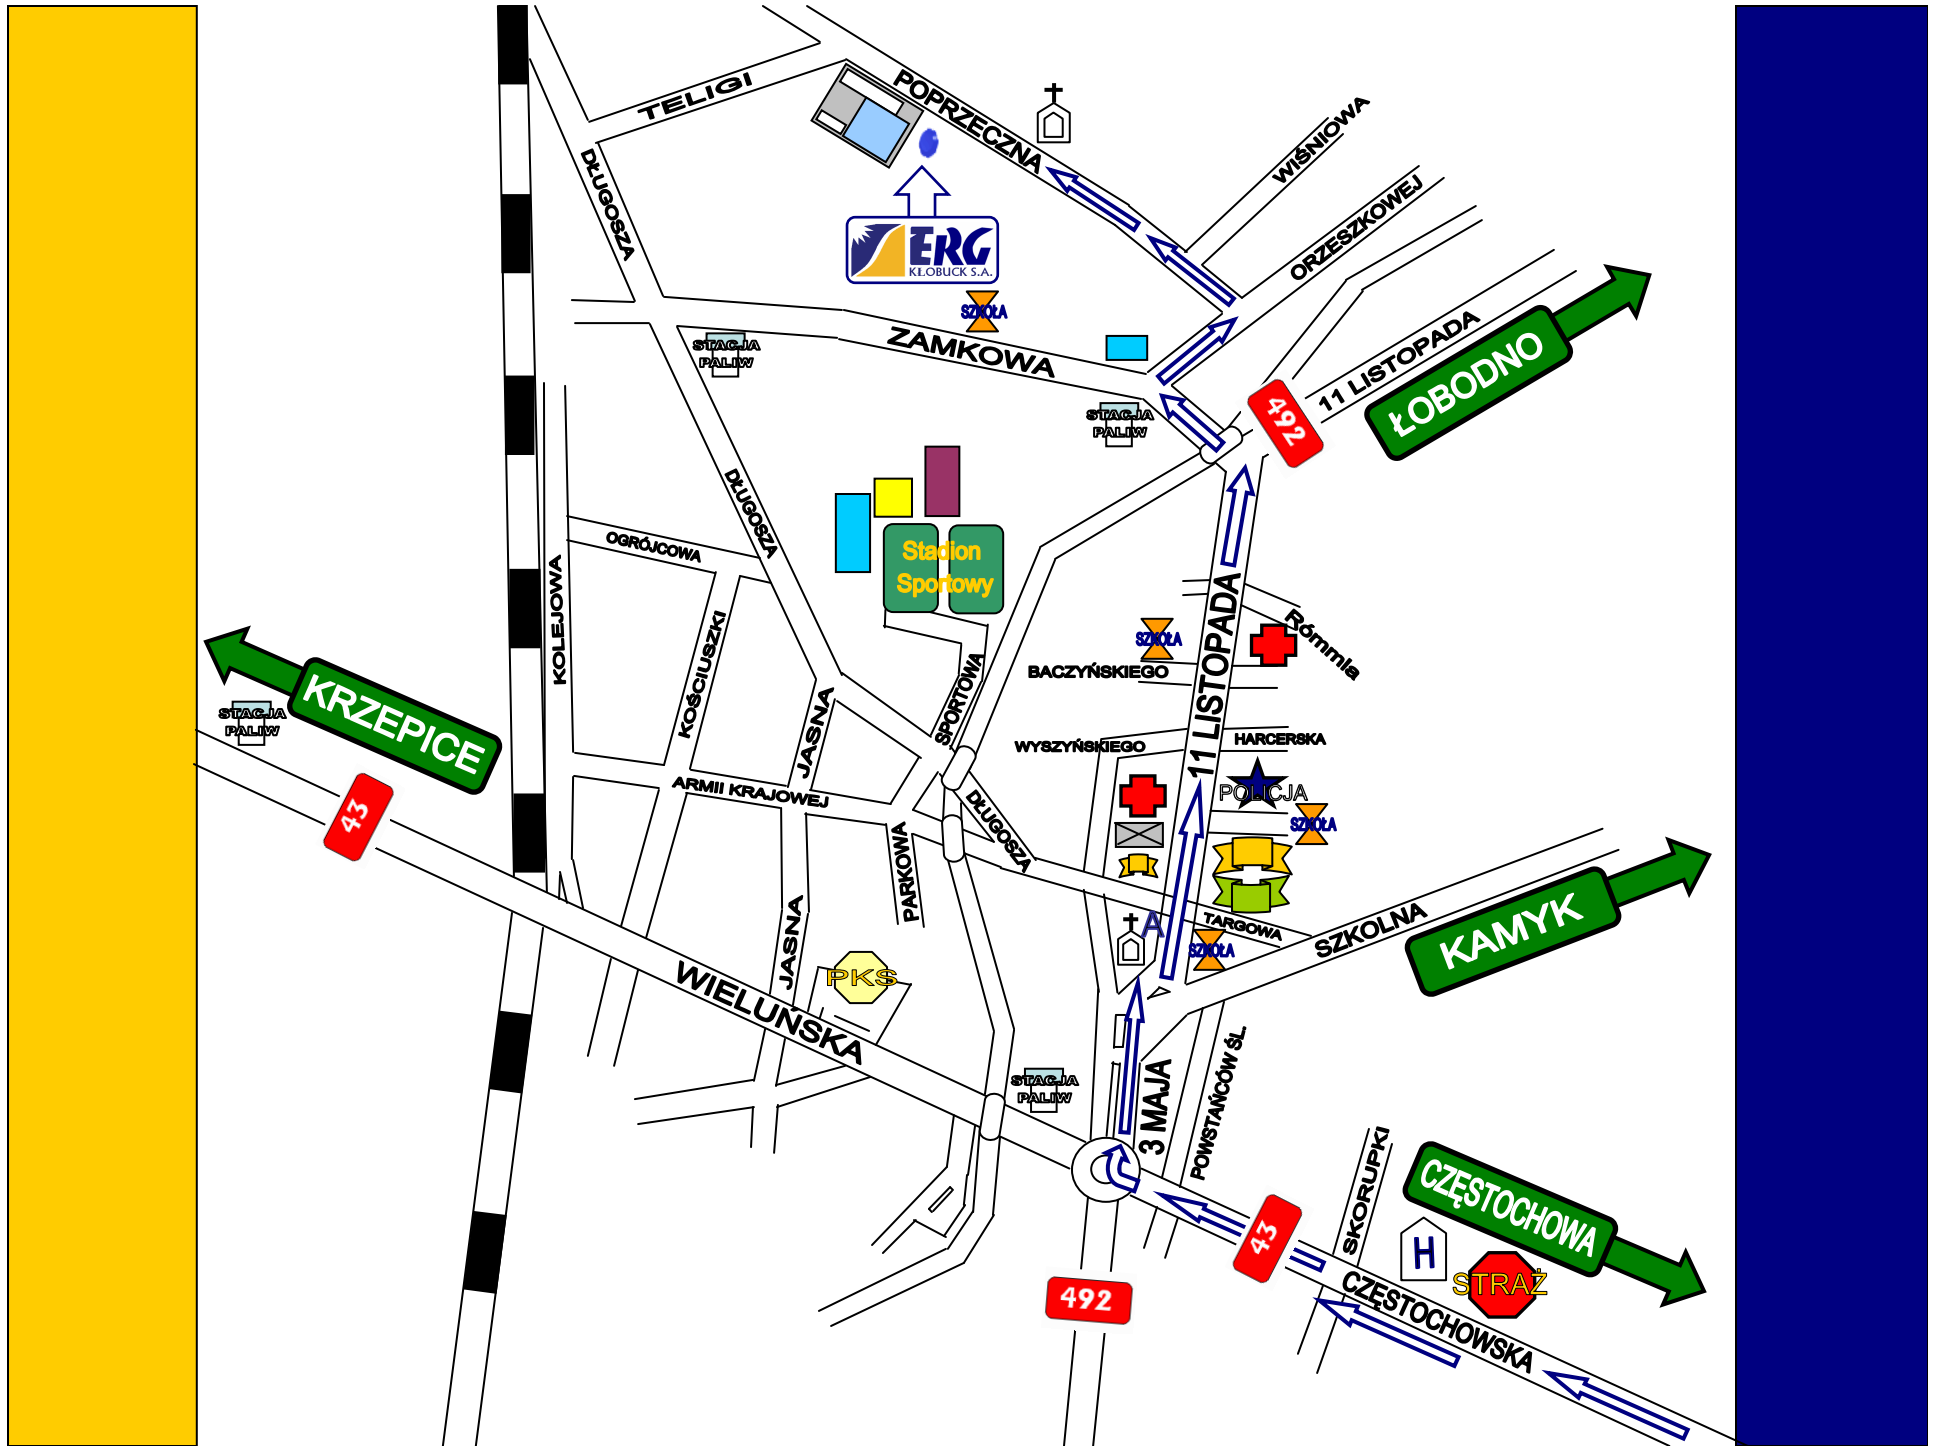 TELIGI
POPRZECZNA
WIŚNIOWA
DŁUGOSZA
ORZESZKOWEJ
ERG
KŁOBUCK S.A.
SZKOŁA
ZAMKOWA
STACJA
PALIW
11 LISTOPADA
ŁOBODNO
492
STACJA
PALIW
DŁUGOSZA
OGRÓJCOWA
Stadion
Sportowy
KOLEJOWA
KOŚCIUSZKI
11 LISTOPADA
Rómmla
SZKOŁA
BACZYŃSKIEGO
SPORTOWA
JASNA
KRZEPICE
STACJA
PALIW
43
WYSZYŃSKIEGO
HARCERSKA
ARMII KRAJOWEJ
POLICJA
SZKOŁA
DŁUGOSZA
PARKOWA
KAMYK
A
TARGOWA
SZKOLNA
SZKOŁA
JASNA
PKS
WIELUŃSKA
STACJA
PALIW
3 MAJA
POWSTAŃCÓW ŚL.
SKORUPKI
CZĘSTOCHOWA
43
H
STRAŻ
492
CZĘSTOCHOWSKA